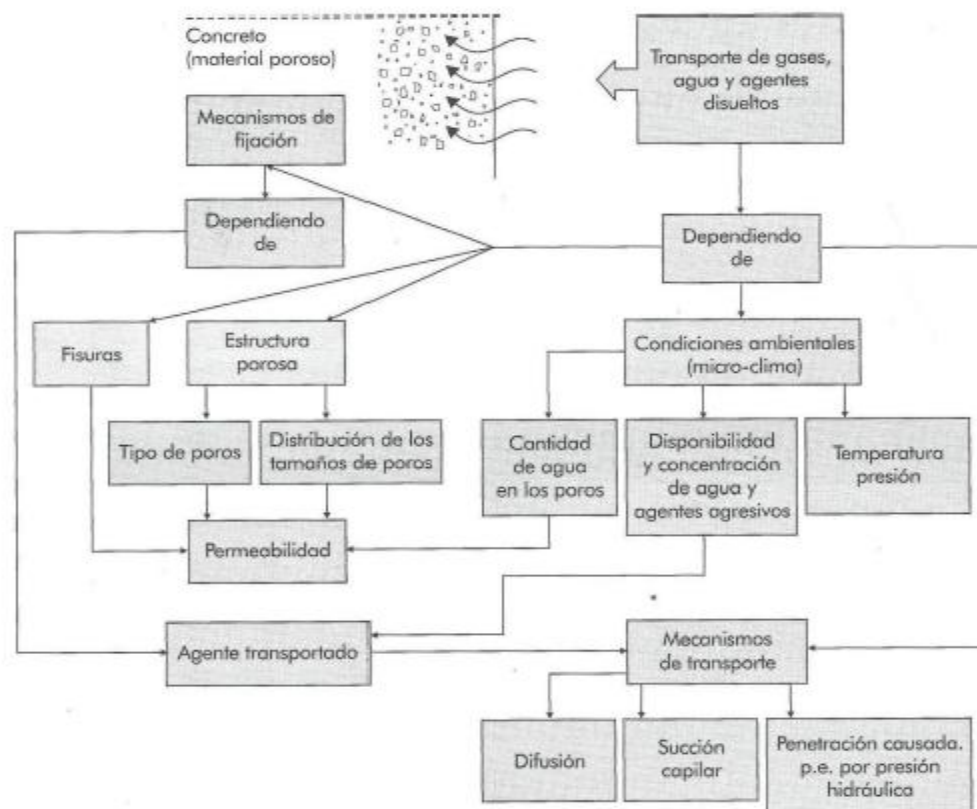 Concreto
(material poroso)
Transporte de gases,
agua y agentes
disueltos
Mecanismos de
fijación
Dependiendo
de
Dependiendo
de
Fisuras
Estructura
porosa
Condiciones ambientales
(micro-clima)
Tipo de poros
Distribución de los
tamaños de poros
Cantidad
de agua
en los poros
Disponibilidad
y concentración
de agua y
agentes agresivos
Temperatura
presión
Permeabilidad
Agente transportado
Mecanismos
de transporte
Difusión
Succión
capilar
Penetración causada.
p.e. por presión
hidráulica